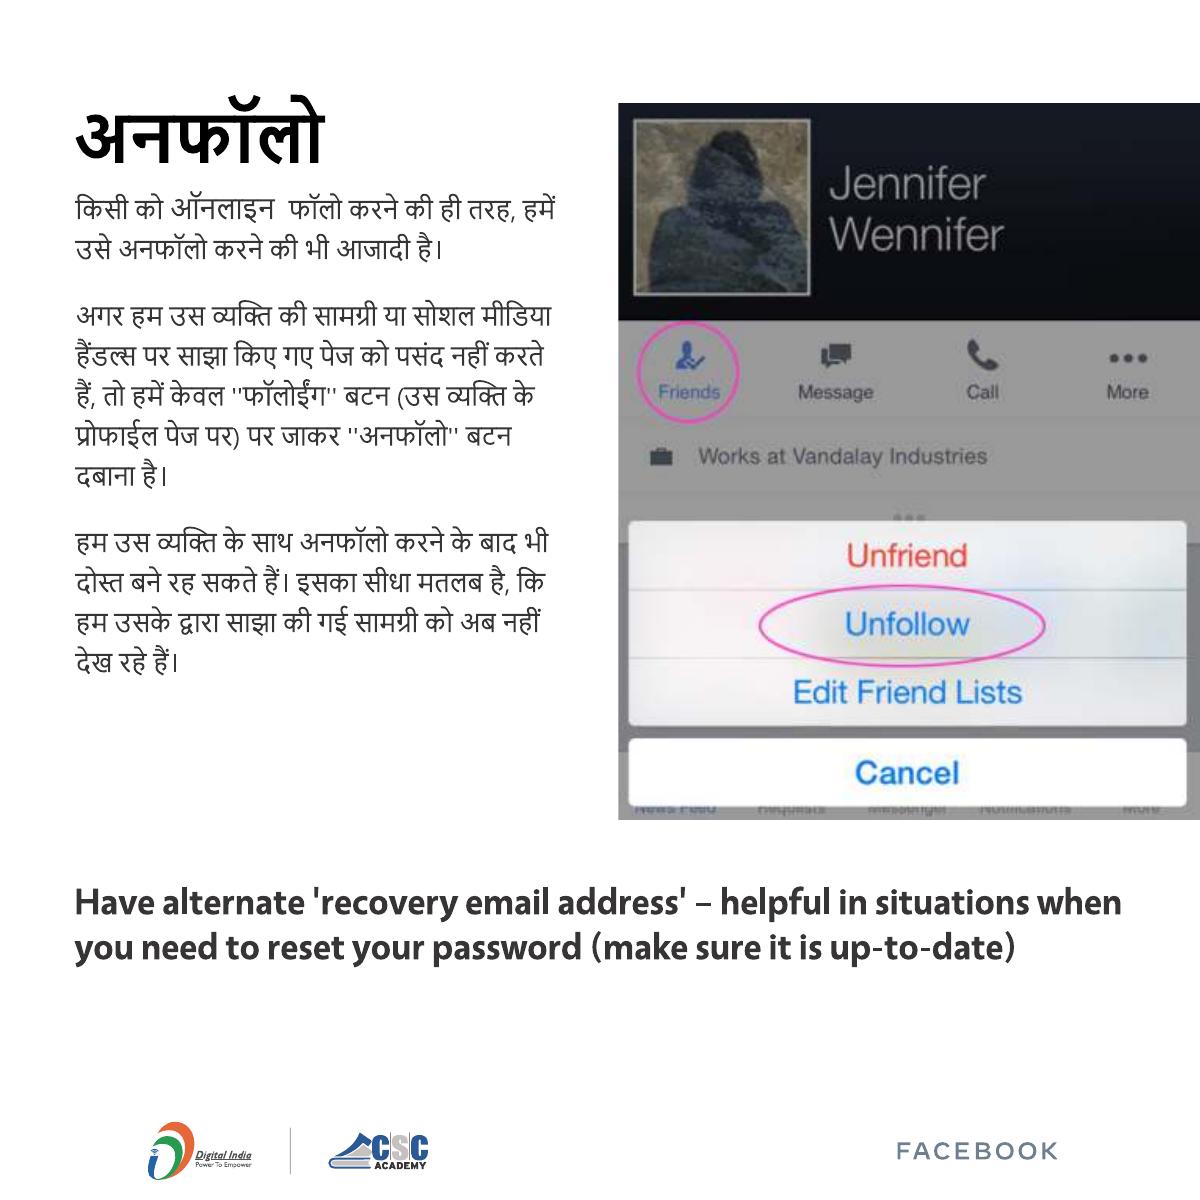 अनफॉलो
किसी को ऑनलाइन फॉलो करने की ही तरह, हमें
उसे अनफॉलो करने की भी आजादी है।
अगर हम उस व्यक्ति की सामग्री या सोशल मीडिया
हैंडल्स पर साझा किए गए पेज को पसंद नहीं करते
हैं, तो हमें केवल ''फॉलोईंग'' बटन (उस व्यक्ति के
प्रोफाईल पेज पर) पर जाकर ''अनफॉलो'' बटन
दबाना है।
हम उस व्यक्ति के साथ अनफॉलो करने के बाद भी
दोस्त बने रह सकते हैं। इसका सीधा मतलब है, कि
हम उसके द्वारा साझा की गई सामग्री को अब नहीं
देख रहे हैं।
Jennifer
Wennifer
Friends Message Call More
Works at Vandalay Industries
Unfriend
Unfollow
Edit Friend Lists
Cancel
News Feed Requests Messenger Notifications More
Have alternate 'recovery email address' – helpful in situations when
you need to reset your password (make sure it is up-to-date)
Digital India
Power To Empower
CSC
ACADEMY
FACEBOOK